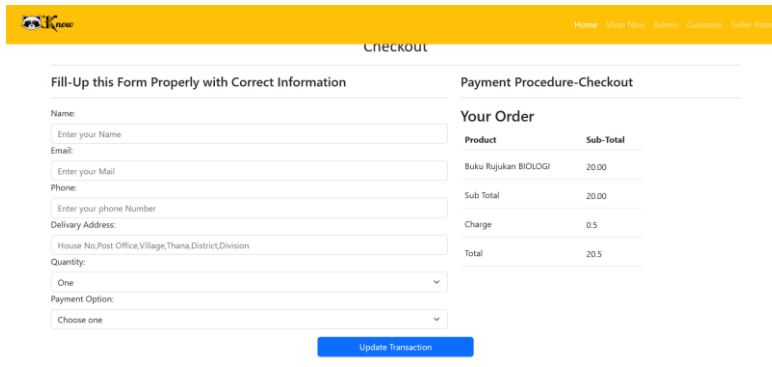 Know
Home Shop Now Admin Customer Seller Pane
Checkout
Fill-Up this Form Properly with Correct Information
Name:
Enter your Name
Email:
Enter your Mail
Phone:
Enter your phone Number
Delivary Address:
House No,Post Office,Village,Thana,District,Division
Quantity:
One
Payment Option:
Choose one
Payment Procedure-Checkout
Your Order
Product Sub-Total
Buku Rujukan BIOLOGI 20.00
Sub Total 20.00
Charge 0.5
Total 20.5
Update Transaction